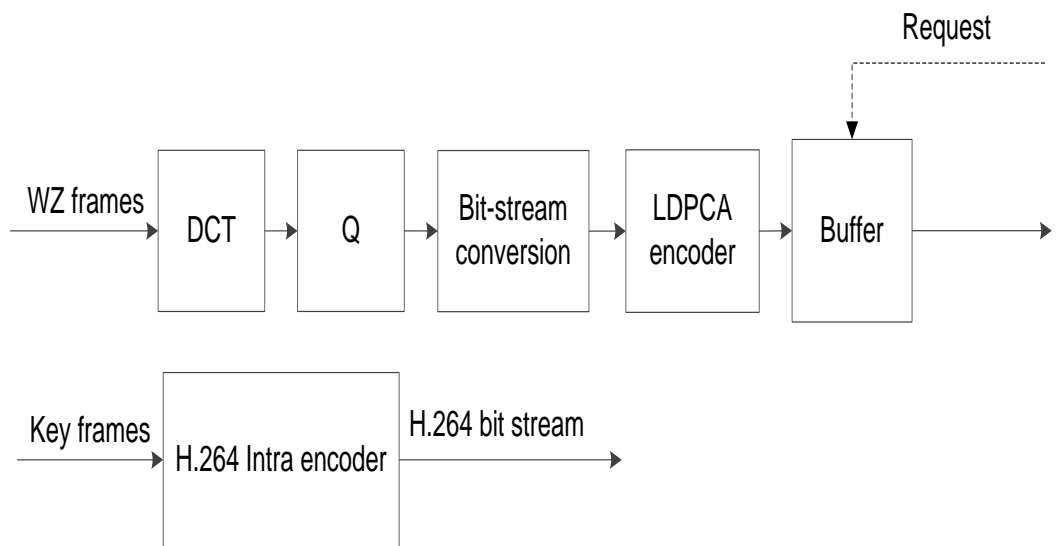 Request
WZ frames
DCT
Q
Bit-stream
conversion
LDPCA
encoder
Buffer
Key frames
H.264 Intra encoder
H.264 bit stream